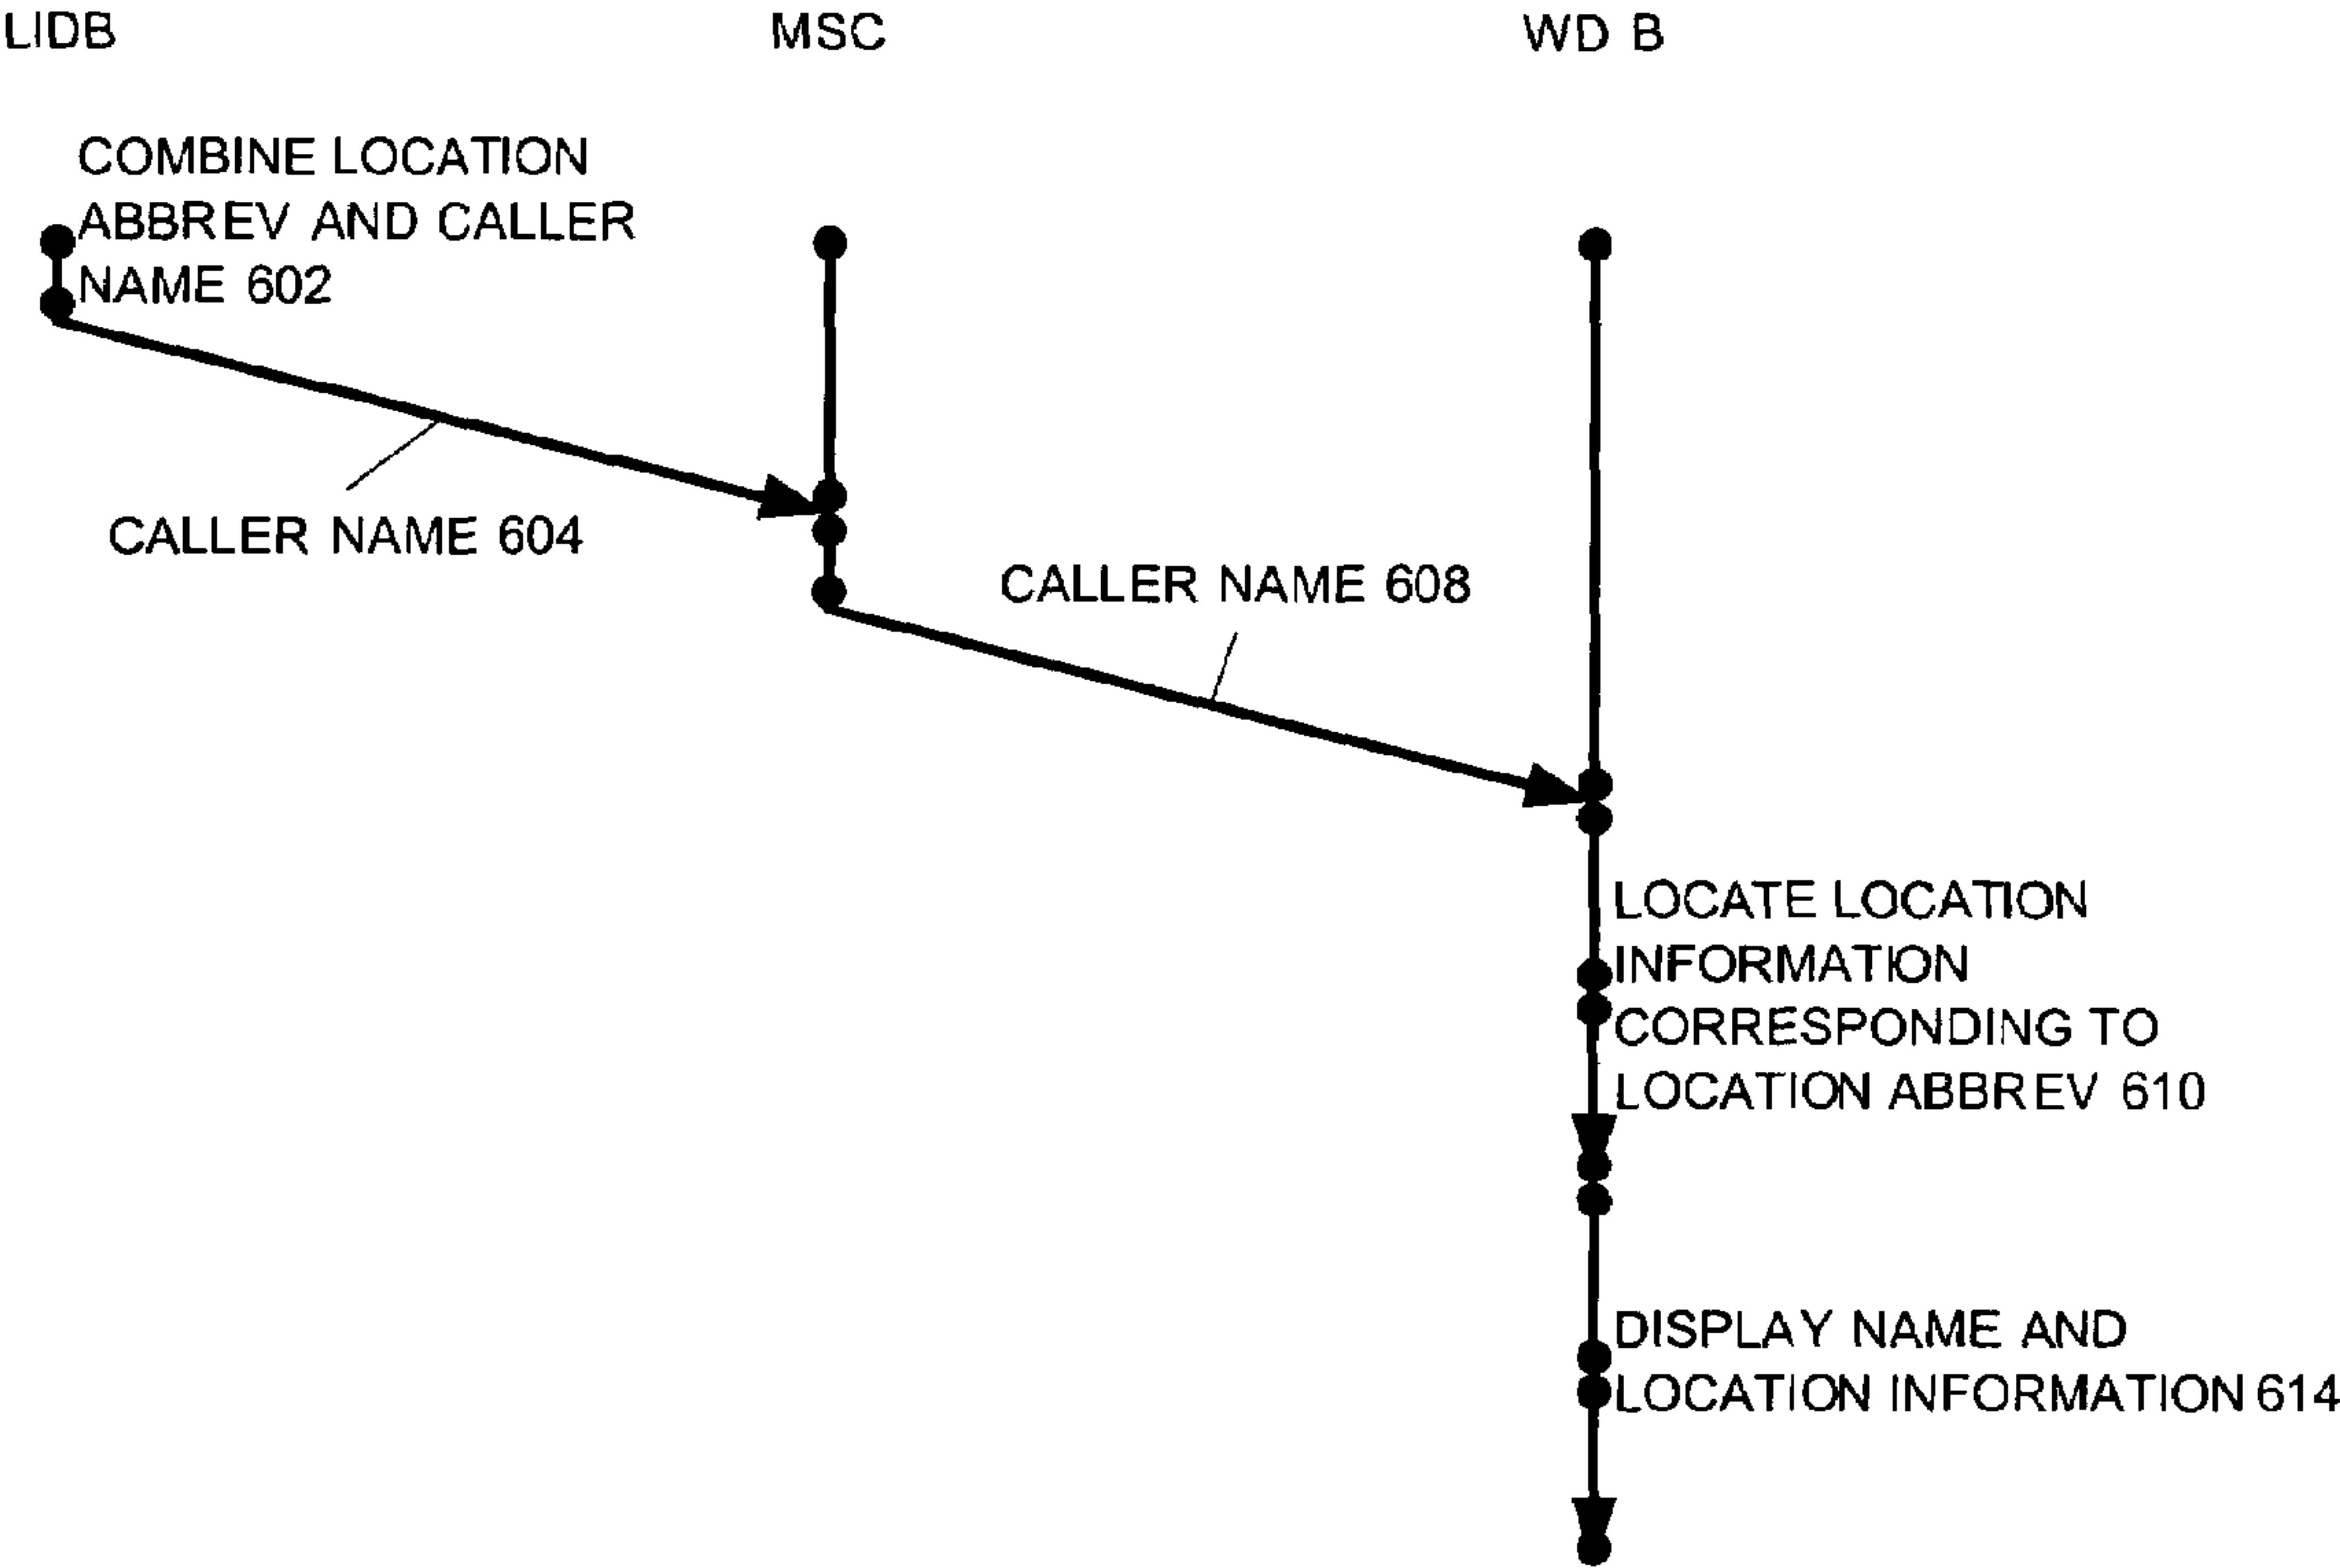 LIDB
MSC
WD B
COMBINE LOCATION
ABBREV AND CALLER
NAME 602
CALLER NAME 604
CALLER NAME 608
LOCATE LOCATION
INFORMATION
CORRESPONDING TO
LOCATION ABBREV 610
DISPLAY NAME AND
LOCATION INFORMATION 614